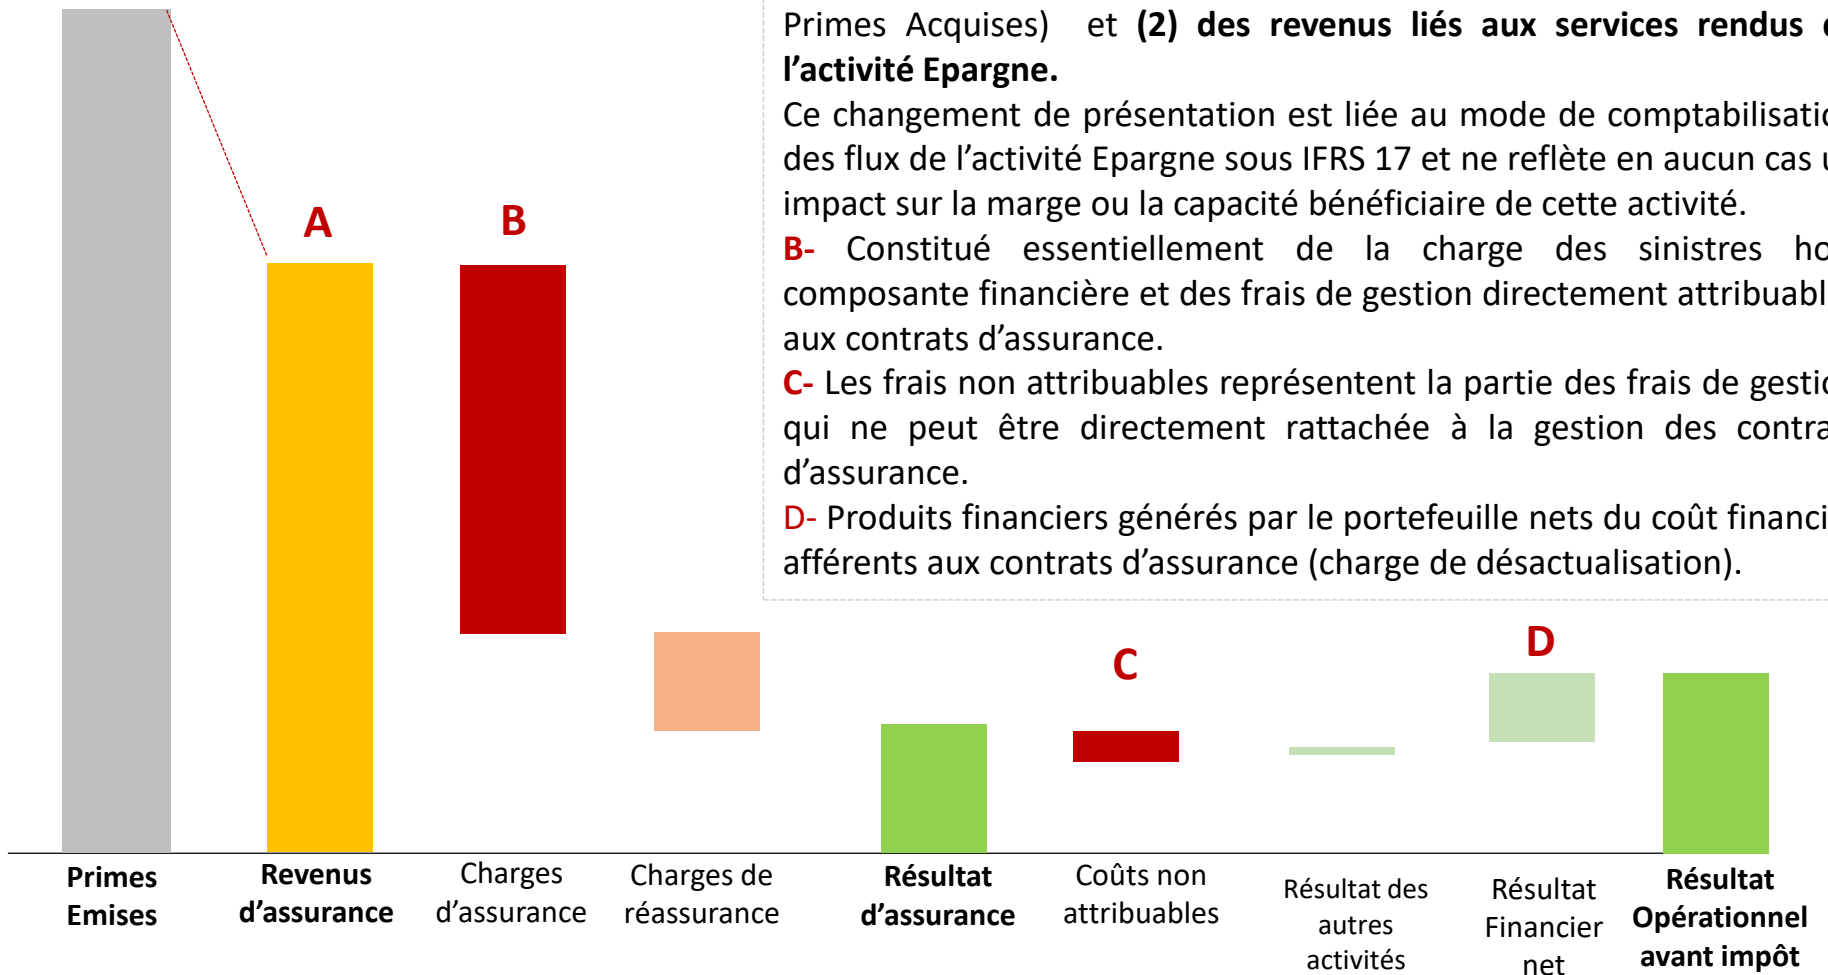 Primes Acquises) et (2) des revenus liés aux services rendus
l’activité Epargne.
Ce changement de présentation est liée au mode de
des flux de l’activité Epargne sous IFRS 17 et ne reflète en aucun cas
impact sur la marge ou la capacité bénéficiaire de cette activité.
B- Constitué essentiellement de la charge des sinistres
composante financière et des frais de gestion directement
aux contrats d’assurance.
C- Les frais non attribuables représentent la partie des frais de
qui ne peut être directement rattachée à la gestion des
d’assurance.
D- Produits financiers générés par le portefeuille nets du coût
afférents aux contrats d’assurance (charge de désactualisation).
A
B
C
D
Primes
Emises
Revenus
d’assurance
Charges
d’assurance
Charges de
réassurance
Résultat
d’assurance
Coûts non
attribuables
Résultat des
autres
activités
Résultat
Financier
net
Résultat
Opérationnel
avant impôt